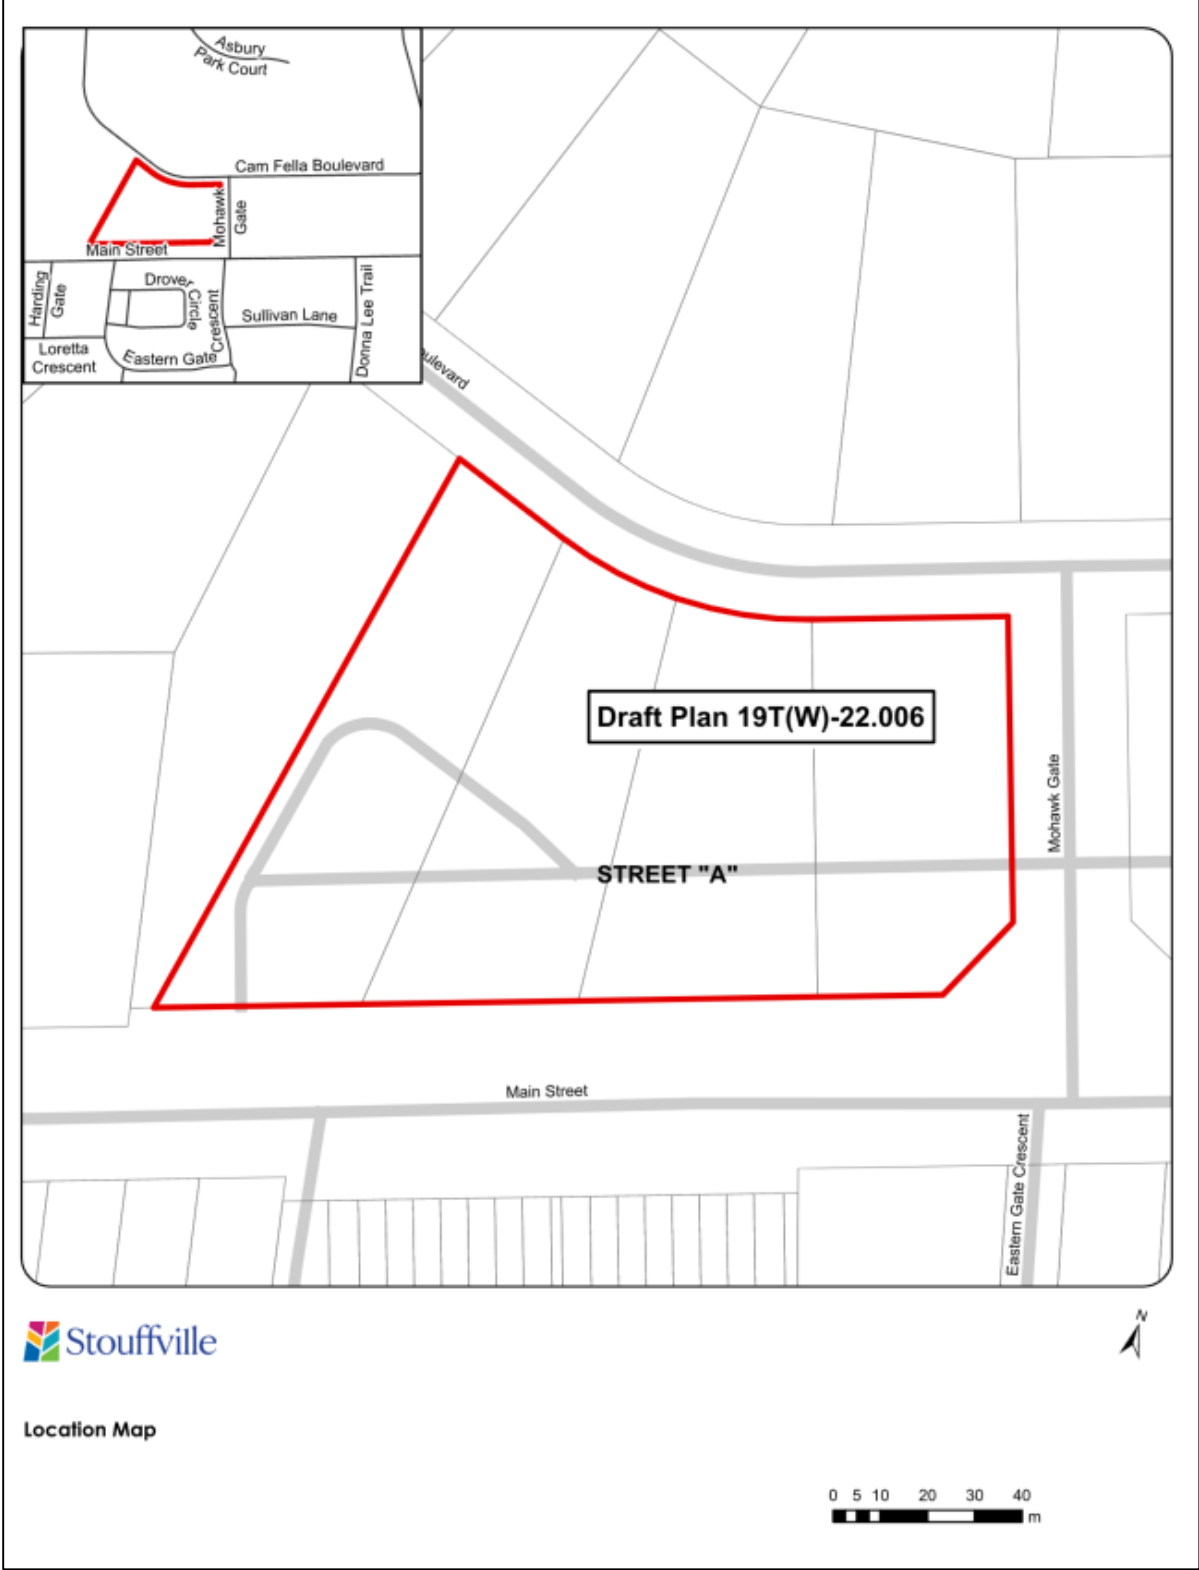 Asbury
Park Court
Cam Fella Boulevard
Mohawk
Gate
Main Street
Harding
Gate
Drover
Circle
Crescent
Sullivan Lane
Donna Lee Trail
Loretta
Crescent
Eastern Gate
oulevard
Draft Plan 19T(W)-22.006
Mohawk Gate
STREET "A"
Main Street
Eastern Gate Crescent
Stouffville
N
Location Map
0 5 10 20 30 40
m